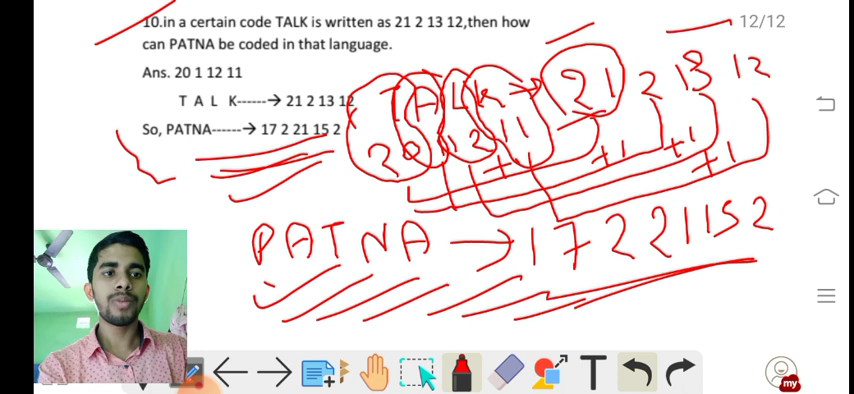 10.in a certain code TALK is written as 21 2 13 12,then how
can PATNA be coded in that language.
12/12
Ans. 20 1 12 11
T A L K------→ 21 2 13 12
So, PATNA------→ 17 2 21 15 2
T A L K → 21 2 13 12
20 1 12 11
+1 +1 +1 +1
PATNA → 17 2 21 15 2
T
my